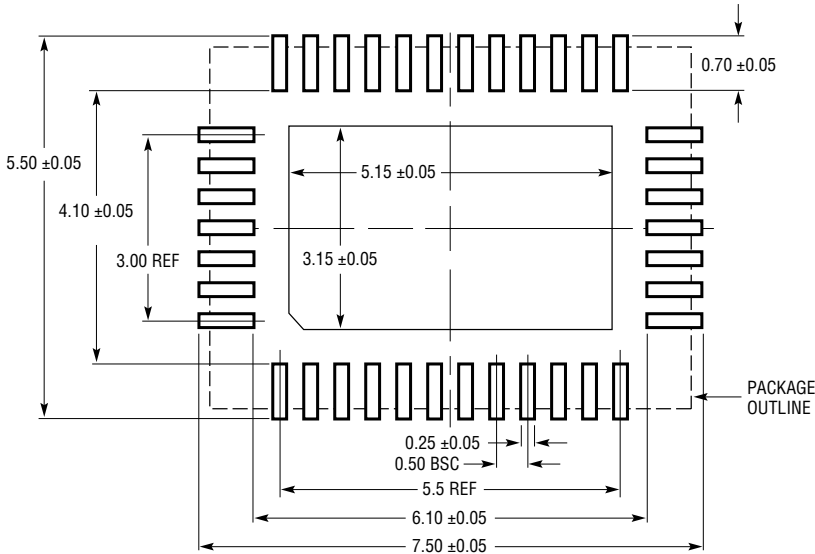 0.70 ±0.05
5.50 ±0.05
5.15 ±0.05
4.10 ±0.05
3.00 REF
3.15 ±0.05
PACKAGE
OUTLINE
0.25 ±0.05
0.50 BSC
5.5 REF
6.10 ±0.05
7.50 ±0.05